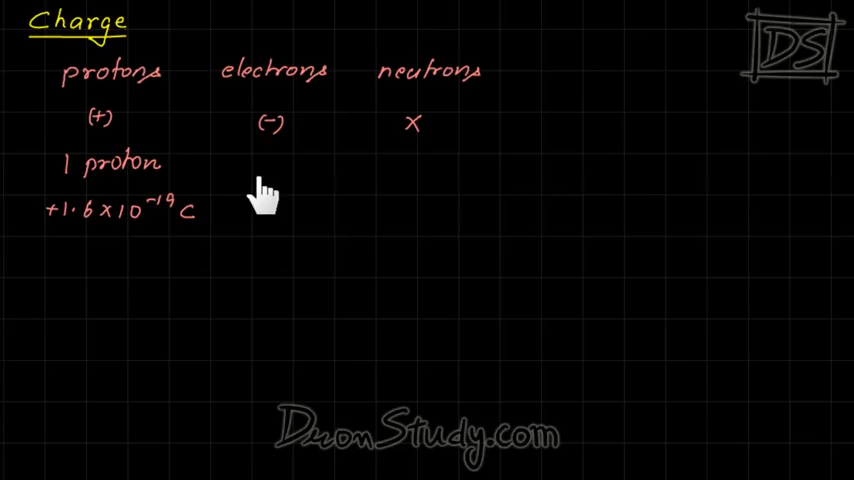 Charge
DS
protons electrons neutrons
(+) (-) X
1 proton
+1.6×10⁻¹⁹ C
DronStudy.com